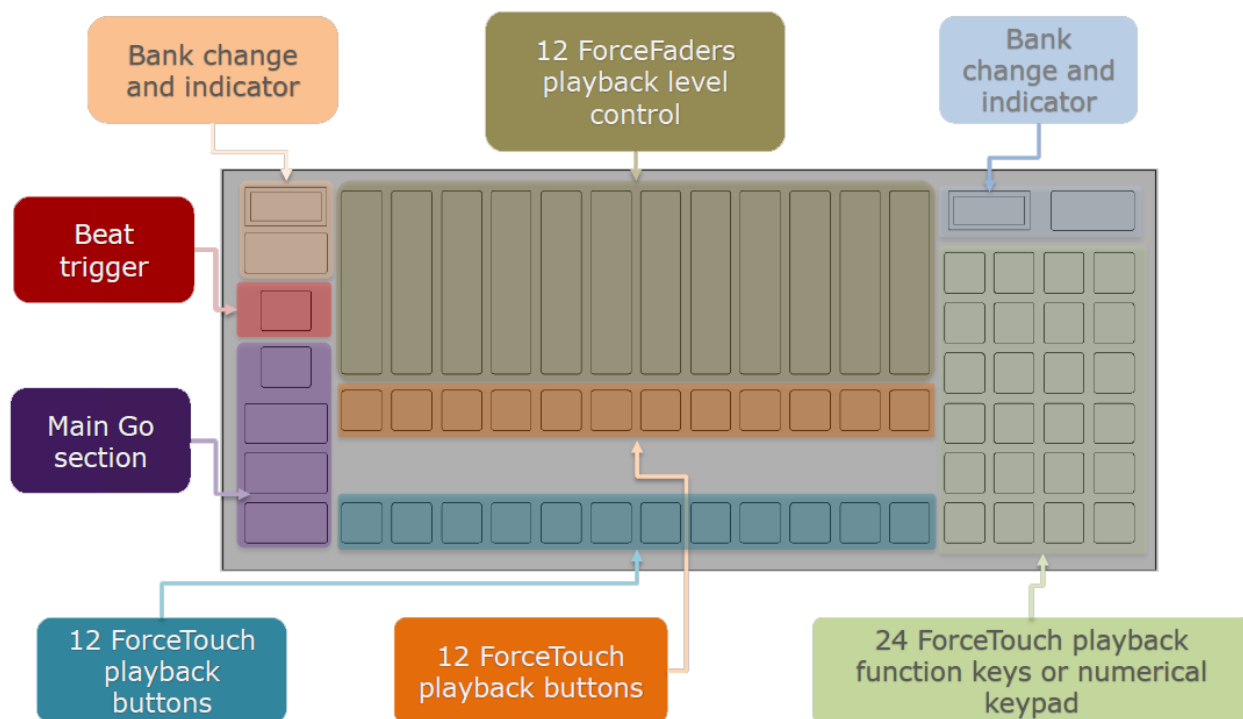 Bank change
and indicator
12 ForceFaders
playback level
control
Bank
change and
indicator
Beat
trigger
Main Go
section
12 ForceTouch
playback
buttons
12 ForceTouch
playback buttons
24 ForceTouch playback
function keys or numerical
keypad